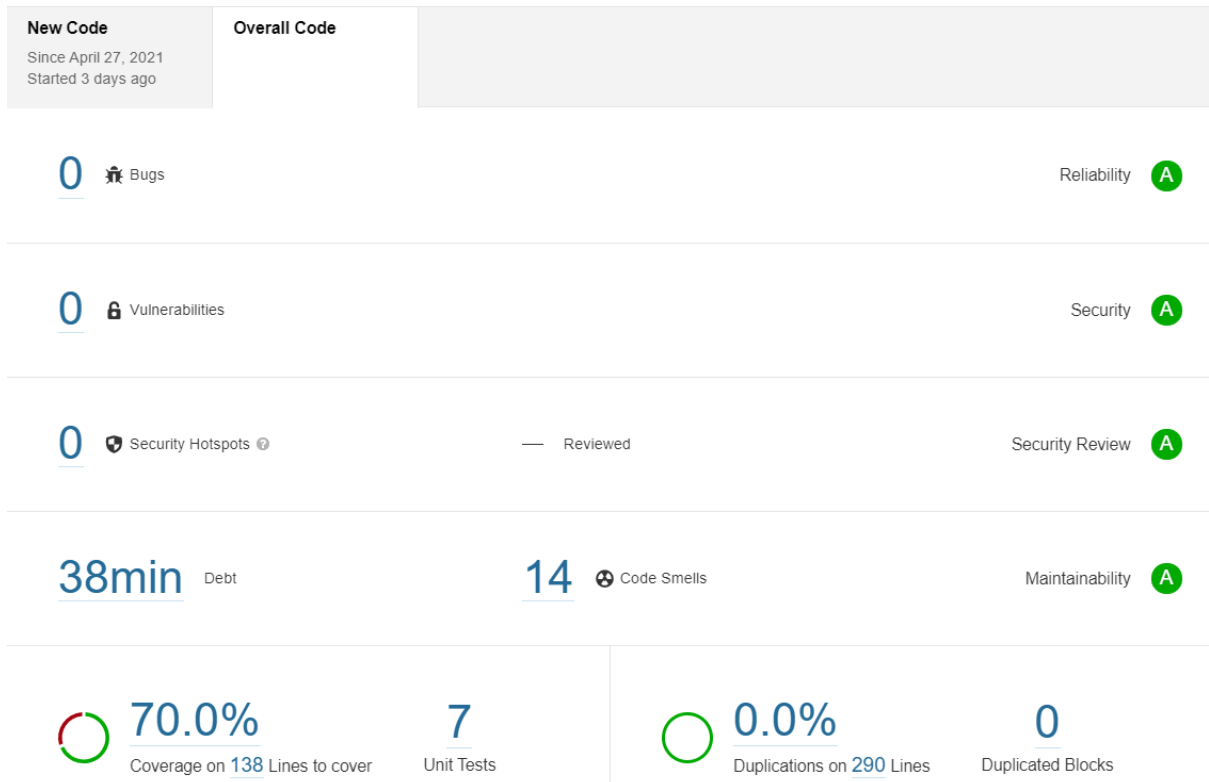 New Code
Since April 27, 2021
Started 3 days ago
Overall Code
0 Bugs
Reliability A
0 Vulnerabilities
Security A
0 Security Hotspots ?
— Reviewed
Security Review A
38min Debt
14 Code Smells
Maintainability A
70.0%
Coverage on 138 Lines to cover
7
Unit Tests
0.0%
Duplications on 290 Lines
0
Duplicated Blocks